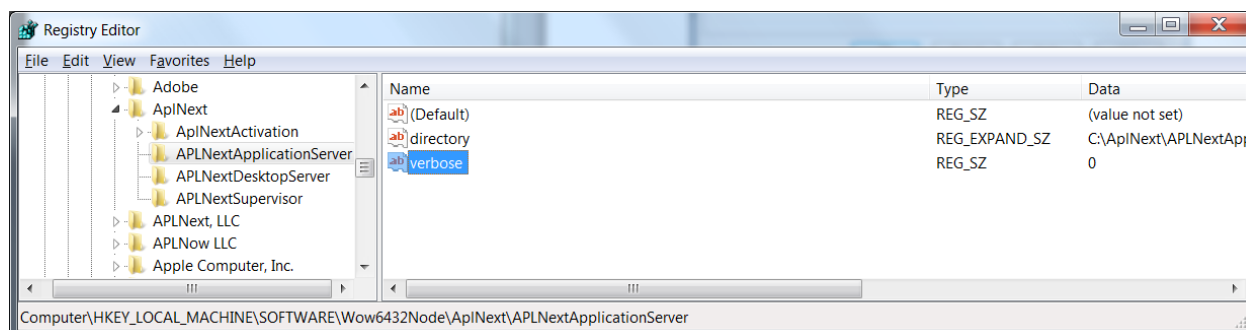 Registry Editor
File Edit View Favorites Help
Adobe
AplNext
AplNextActivation
APLNextApplicationServer
APLNextDesktopServer
APLNextSupervisor
APLNext, LLC
APLNow LLC
Apple Computer, Inc.
Name Type Data
(Default) REG_SZ (value not set)
directory REG_EXPAND_SZ C:\AplNext\APLNextApp
verbose REG_SZ 0
Computer\HKEY_LOCAL_MACHINE\SOFTWARE\Wow6432Node\AplNext\APLNextApplicationServer